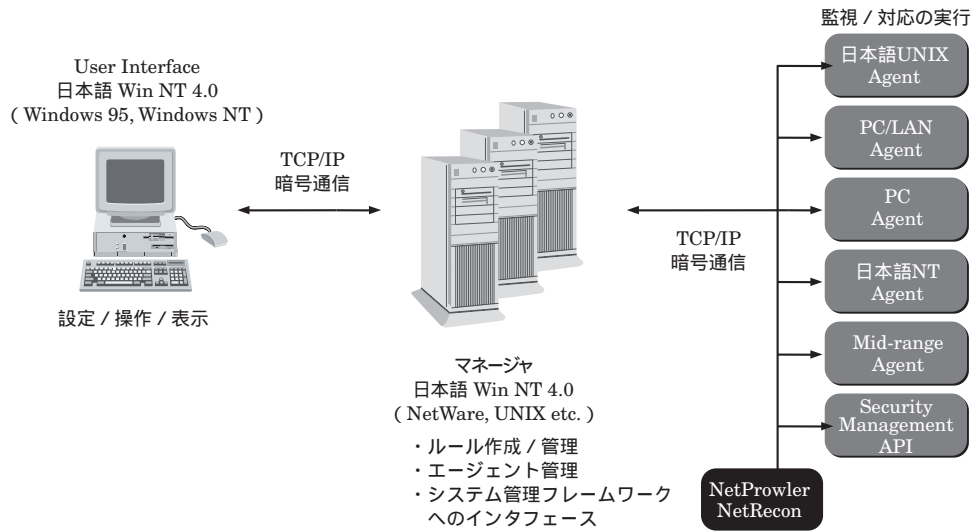 User Interface
日本語 Win NT 4.0
( Windows 95, Windows NT )
設定 / 操作 / 表示
TCP/IP
暗号通信
マネージャ
日本語 Win NT 4.0
( NetWare, UNIX etc. )
・ルール作成 / 管理
・エージェント管理
・システム管理フレームワーク
へのインタフェース
TCP/IP
暗号通信
監視 / 対応の実行
日本語UNIX
Agent
PC/LAN
Agent
PC
Agent
日本語NT
Agent
Mid-range
Agent
Security
Management
API
NetProwler
NetRecon